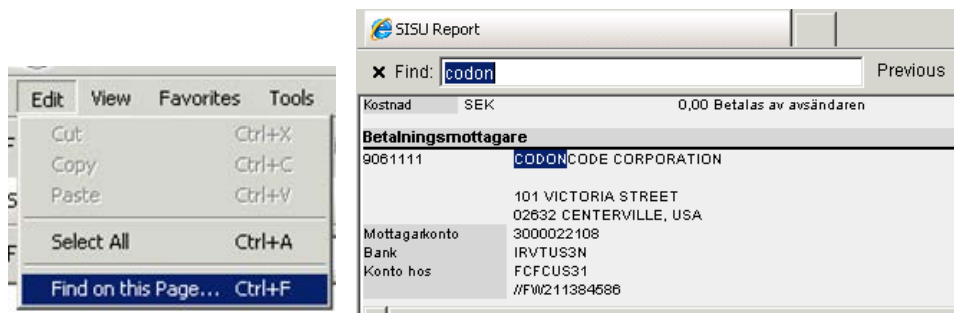 Edit View Favorites Tools
Cut Ctrl+X
Copy Ctrl+C
Paste Ctrl+V
Select All Ctrl+A
Find on this Page... Ctrl+F
SISU Report
× Find: codon Previous
Kostnad SEK 0,00 Betalas av avsändaren
Betalningsmottagare
9061111 CODONCODE CORPORATION
101 VICTORIA STREET
02632 CENTERVILLE, USA
Mottagarkonto 3000022108
Bank IRVTUS3N
Konto hos FCFCUS31
//FW211384586